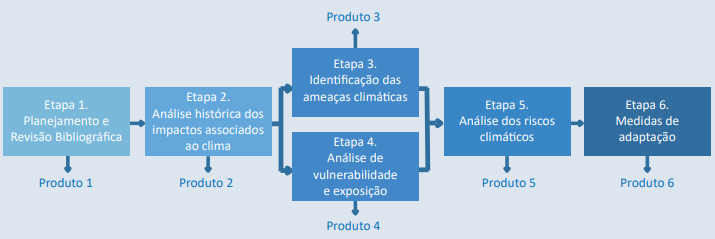 Produto 3
Etapa 3.
Identificação das
ameaças climáticas
Etapa 1.
Planejamento e
Revisão Bibliográfica
Etapa 2.
Análise histórica dos
impactos associados
ao clima
Etapa 4.
Análise de
vulnerabilidade
e exposição
Etapa 5.
Análise dos riscos
climáticos
Etapa 6.
Medidas de
adaptação
Produto 1
Produto 2
Produto 4
Produto 5
Produto 6